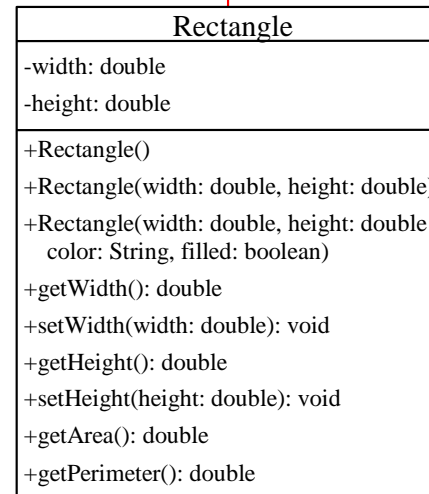 Rectangle
-width: double
-height: double
+Rectangle()
+Rectangle(width: double, height: double)
+Rectangle(width: double, height: double
color: String, filled: boolean)
+getWidth(): double
+setWidth(width: double): void
+getHeight(): double
+setHeight(height: double): void
+getArea(): double
+getPerimeter(): double